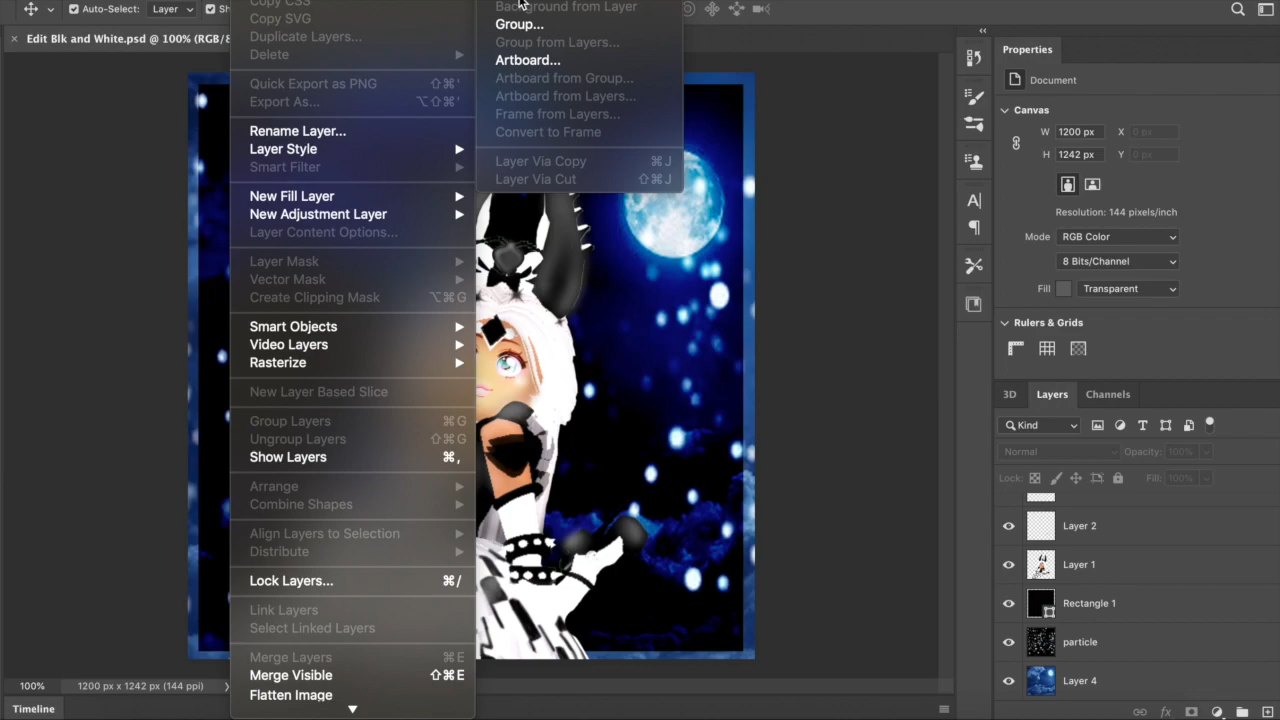 Auto-Select: Layer
Edit Blk and White.psd @ 100% (RGB/8
Copy CSS
Copy SVG
Duplicate Layers...
Delete
Quick Export as PNG ⇧⌘'
Export As... ⌥⇧⌘'
Rename Layer...
Layer Style
Smart Filter
New Fill Layer
New Adjustment Layer
Layer Content Options...
Layer Mask
Vector Mask
Create Clipping Mask ⌥⌘G
Smart Objects
Video Layers
Rasterize
New Layer Based Slice
Group Layers ⌘G
Ungroup Layers ⇧⌘G
Show Layers ⌘,
Arrange
Combine Shapes
Align Layers to Selection
Distribute
Lock Layers... ⌘/
Link Layers
Select Linked Layers
Merge Layers ⌘E
Merge Visible ⇧⌘E
Flatten Image
Background from Layer
Group...
Group from Layers...
Artboard...
Artboard from Group...
Artboard from Layers...
Frame from Layers...
Convert to Frame
Layer Via Copy ⌘J
Layer Via Cut ⇧⌘J
Properties
Document
Canvas
W 1200 px X 0 px
H 1242 px Y 0 px
Resolution: 144 pixels/inch
Mode RGB Color
8 Bits/Channel
Fill Transparent
Rulers & Grids
3D Layers Channels
Kind
Normal Opacity: 100%
Lock: Fill: 100%
Layer 2
Layer 1
Rectangle 1
particle
Layer 4
100% 1200 px x 1242 px (144 ppi)
Timeline